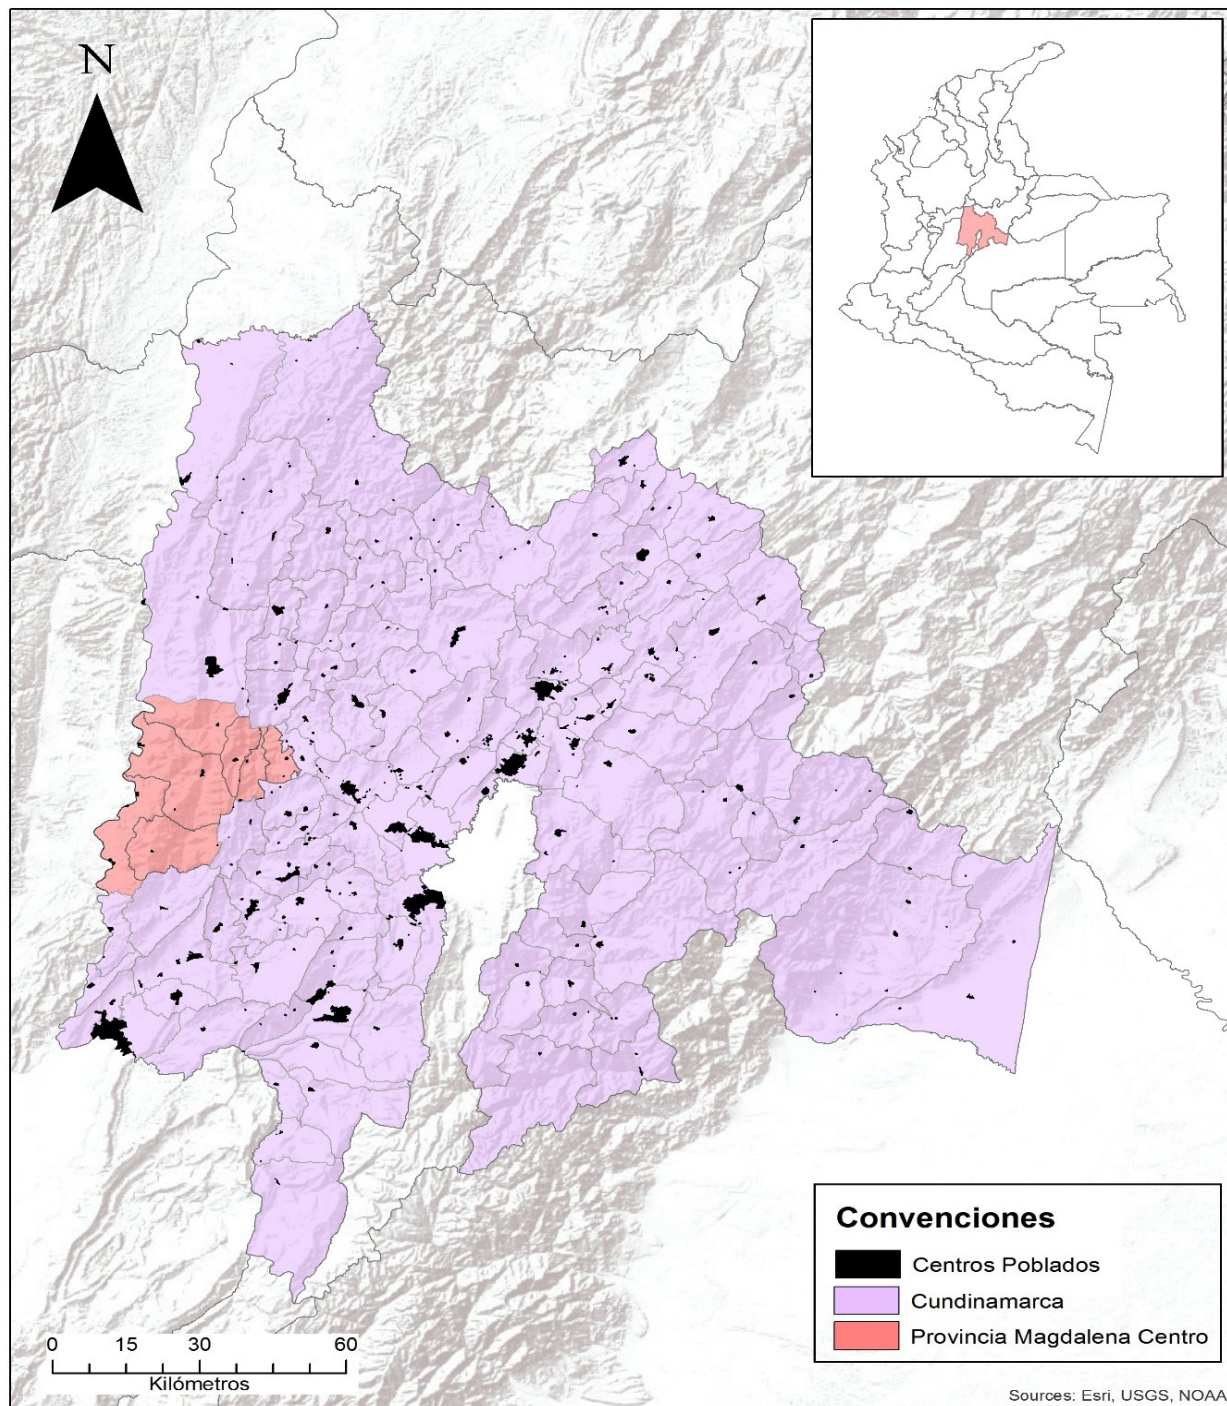 N
Convenciones
Centros Poblados
Cundinamarca
Provincia Magdalena Centro
0 15 30 60
Kilómetros
Sources: Esri, USGS, NOAA